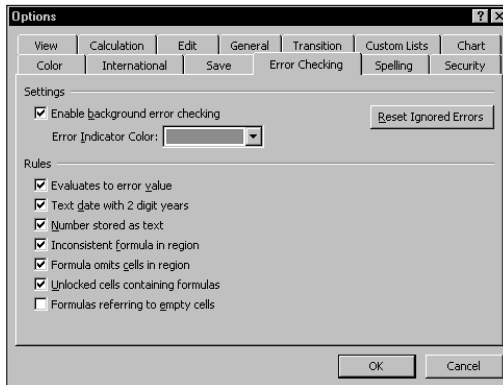 Options
? X
View Calculation Edit General Transition Custom Lists Chart
Color International Save Error Checking Spelling Security
Settings
Enable background error checking
Reset Ignored Errors
Error Indicator Color:
Rules
Evaluates to error value
Text date with 2 digit years
Number stored as text
Inconsistent formula in region
Formula omits cells in region
Unlocked cells containing formulas
Formulas referring to empty cells
OK Cancel